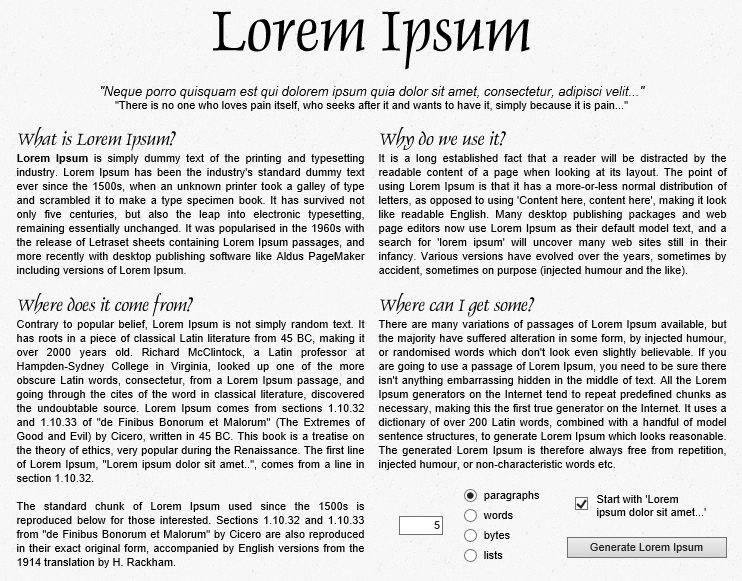 Lorem Ipsum
"Neque porro quisquam est qui dolorem ipsum quia dolor sit amet, consectetur, adipisci velit..."
"There is no one who loves pain itself, who seeks after it and wants to have it, simply because it is pain..."
What is Lorem Ipsum?
Lorem Ipsum is simply dummy text of the printing and typesetting
industry. Lorem Ipsum has been the industry's standard dummy text
ever since the 1500s, when an unknown printer took a galley of type
and scrambled it to make a type specimen book. It has survived not
only five centuries, but also the leap into electronic typesetting,
remaining essentially unchanged. It was popularised in the 1960s with
the release of Letraset sheets containing Lorem Ipsum passages, and
more recently with desktop publishing software like Aldus PageMaker
including versions of Lorem Ipsum.
Why do we use it?
It is a long established fact that a reader will be distracted by the
readable content of a page when looking at its layout. The point of
using Lorem Ipsum is that it has a more-or-less normal distribution of
letters, as opposed to using 'Content here, content here', making it look
like readable English. Many desktop publishing packages and web
page editors now use Lorem Ipsum as their default model text, and a
search for 'lorem ipsum' will uncover many web sites still in their
infancy. Various versions have evolved over the years, sometimes by
accident, sometimes on purpose (injected humour and the like).
Where does it come from?
Contrary to popular belief, Lorem Ipsum is not simply random text. It
has roots in a piece of classical Latin literature from 45 BC, making it
over 2000 years old. Richard McClintock, a Latin professor at
Hampden-Sydney College in Virginia, looked up one of the more
obscure Latin words, consectetur, from a Lorem Ipsum passage, and
going through the cites of the word in classical literature, discovered
the undoubtable source. Lorem Ipsum comes from sections 1.10.32
and 1.10.33 of "de Finibus Bonorum et Malorum" (The Extremes of
Good and Evil) by Cicero, written in 45 BC. This book is a treatise on
the theory of ethics, very popular during the Renaissance. The first line
of Lorem Ipsum, "Lorem ipsum dolor sit amet..", comes from a line in
section 1.10.32.
The standard chunk of Lorem Ipsum used since the 1500s is
reproduced below for those interested. Sections 1.10.32 and 1.10.33
from "de Finibus Bonorum et Malorum" by Cicero are also reproduced
in their exact original form, accompanied by English versions from the
1914 translation by H. Rackham.
Where can I get some?
There are many variations of passages of Lorem Ipsum available, but
the majority have suffered alteration in some form, by injected humour,
or randomised words which don't look even slightly believable. If you
are going to use a passage of Lorem Ipsum, you need to be sure there
isn't anything embarrassing hidden in the middle of text. All the Lorem
Ipsum generators on the Internet tend to repeat predefined chunks as
necessary, making this the first true generator on the Internet. It uses a
dictionary of over 200 Latin words, combined with a handful of model
sentence structures, to generate Lorem Ipsum which looks reasonable.
The generated Lorem Ipsum is therefore always free from repetition,
injected humour, or non-characteristic words etc.
5
paragraphs
words
bytes
lists
Start with 'Lorem
ipsum dolor sit amet...'
Generate Lorem Ipsum